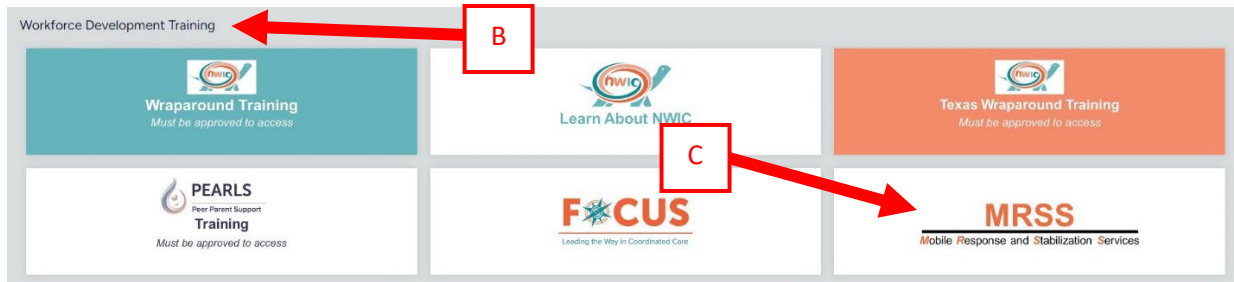 Workforce Development Training
B
nwic
Wraparound Training
Must be approved to access
nwic
Learn About NWIC
nwic
Texas Wraparound Training
Must be approved to access
C
PEARLS
Peer Parent Support
Training
Must be approved to access
FOCUS
Leading the Way in Coordinated Care
MRSS
Mobile Response and Stabilization Services